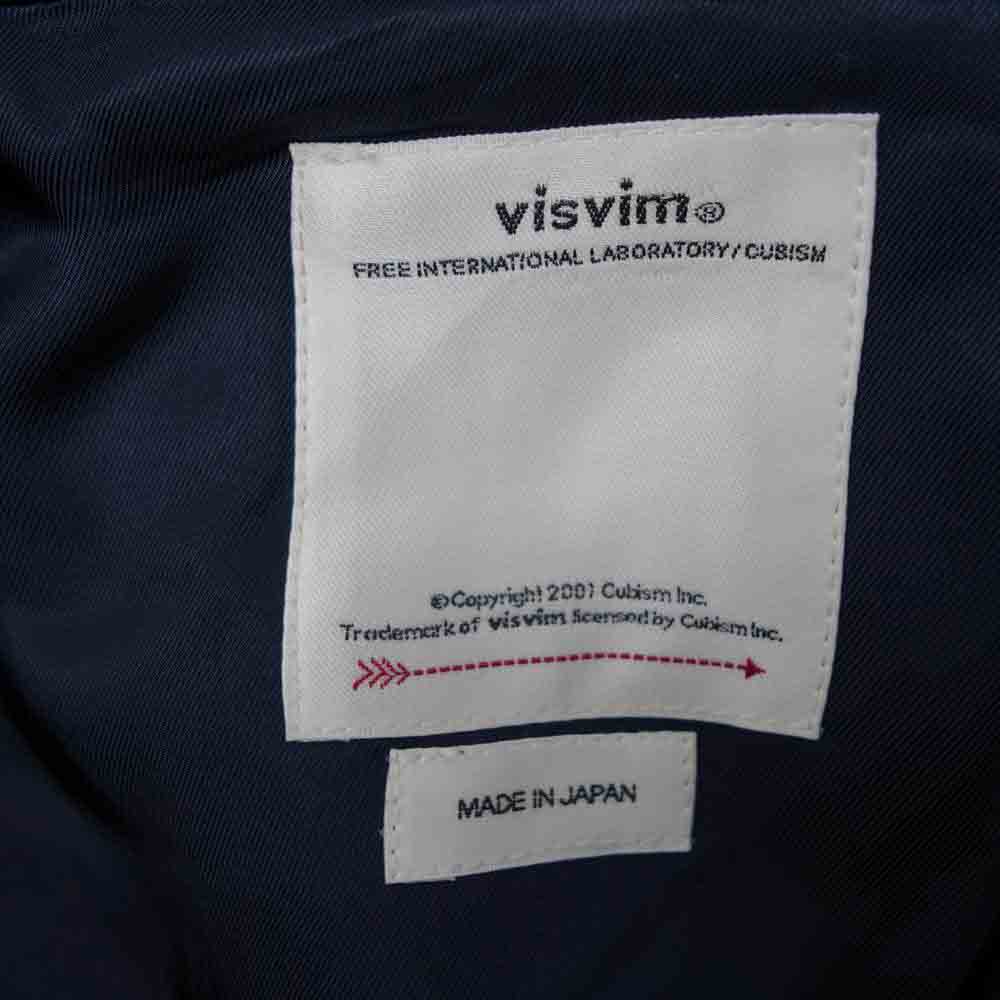 visvim®
FREE INTERNATIONAL LABORATORY / CUBISM
©Copyright 2001 Cubism Inc.
Trademark of visvim licensed by Cubism Inc.
MADE IN JAPAN